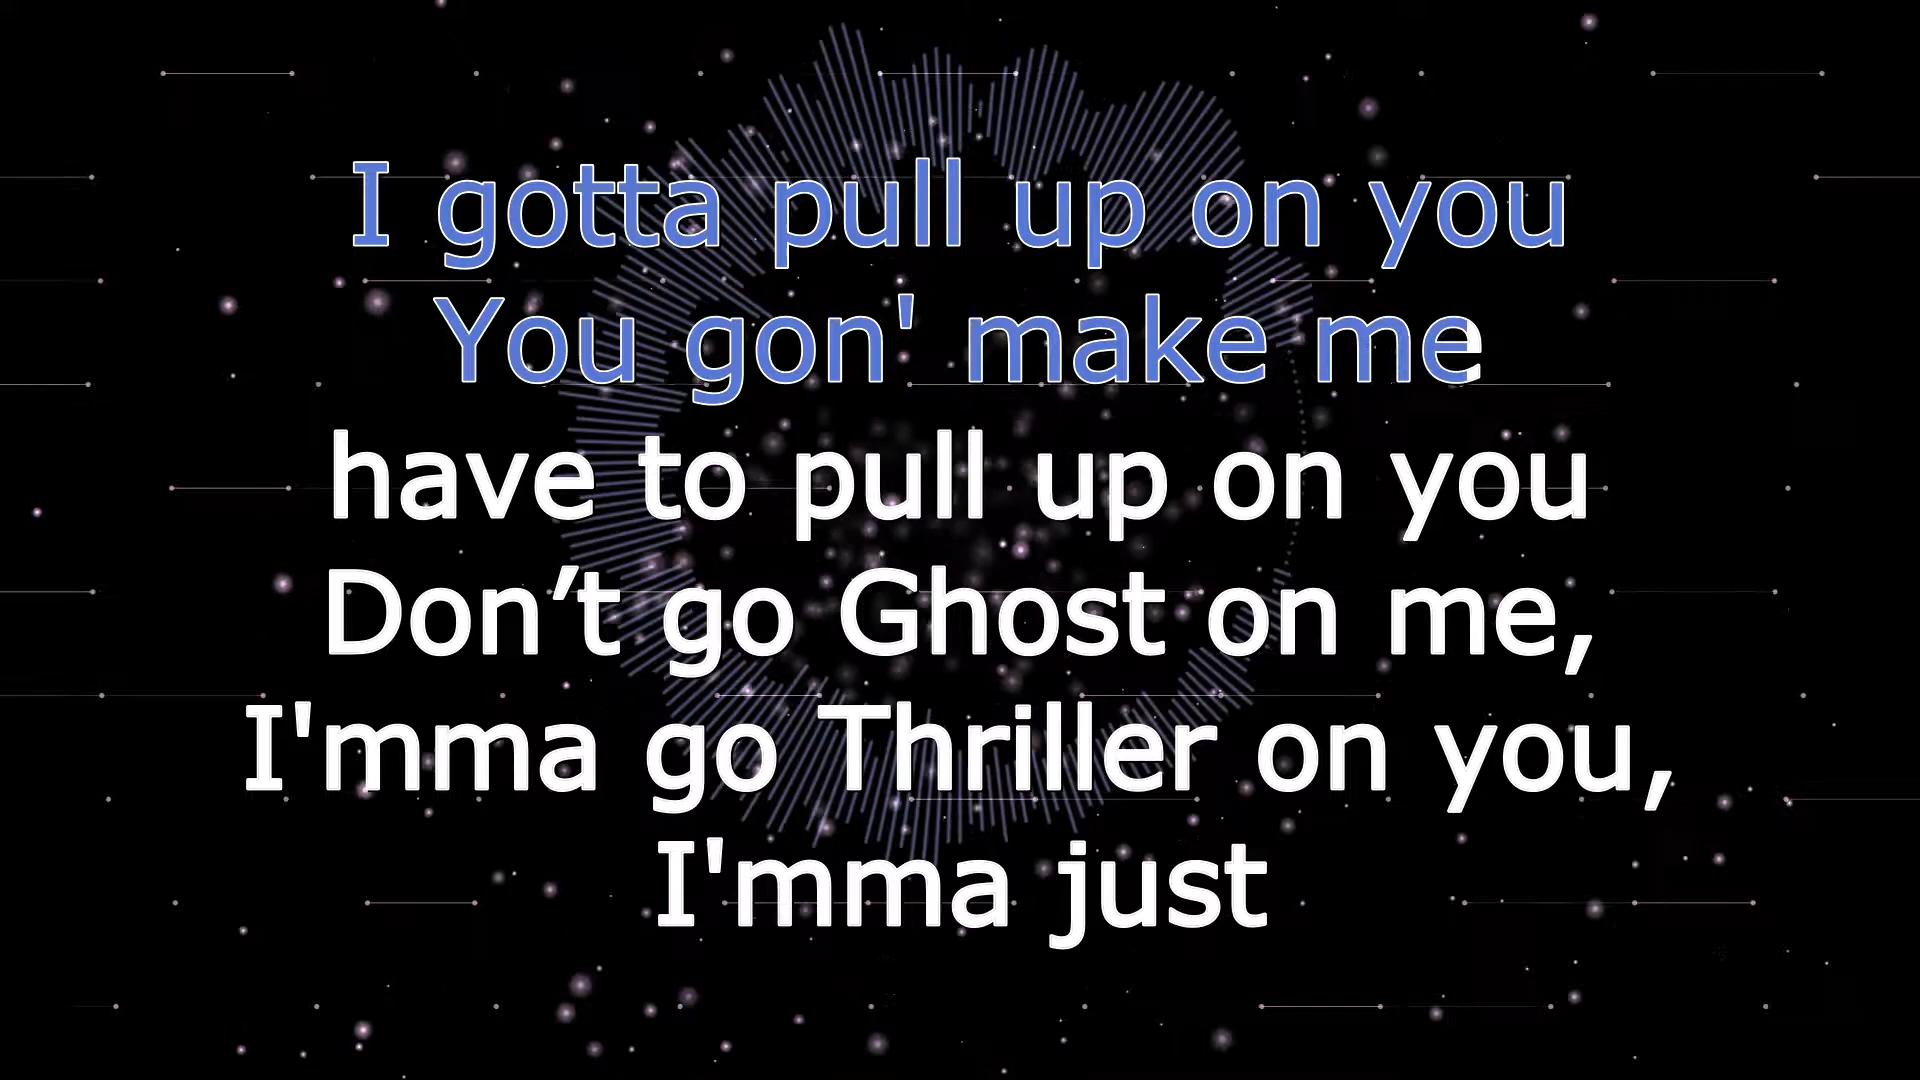 I gotta pull up on you
You gon' make me
have to pull up on you
Don’t go Ghost on me,
I'mma go Thriller on you,
I'mma just